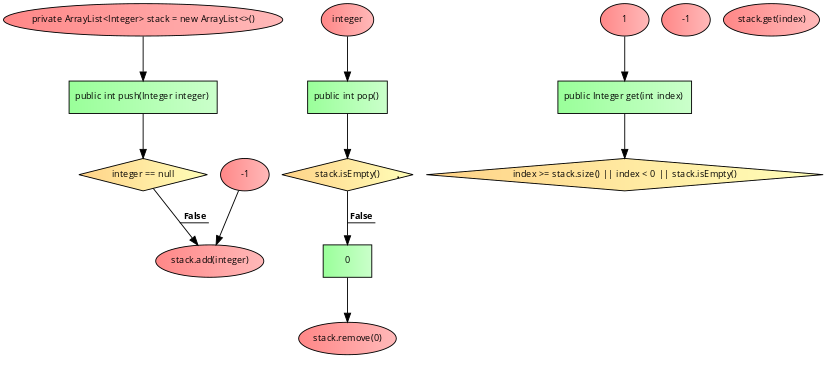 private ArrayList<Integer> stack = new ArrayList<>()
integer
1
-1
stack.get(index)
public int push(Integer integer)
public int pop()
public Integer get(int index)
integer == null
-1
stack.isEmpty()
index >= stack.size() || index < 0 || stack.isEmpty()
False
False
stack.add(integer)
0
stack.remove(0)